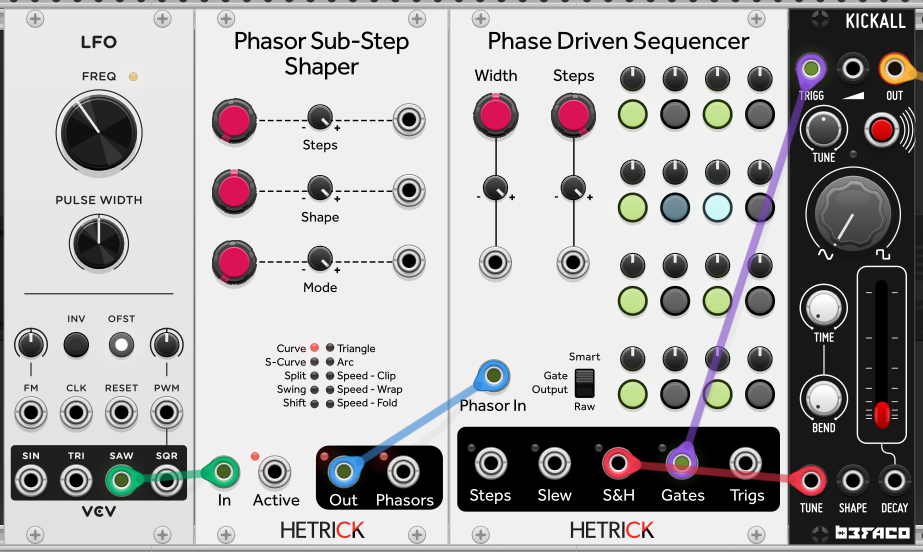 LFO
FREQ
PULSE WIDTH
INV
OFST
FM
CLK
RESET
PWM
SIN
TRI
SAW
SQR
VCV
Phasor Sub-Step
Shaper
- +
Steps
- +
Shape
- +
Mode
Curve
Triangle
S-Curve
Arc
Split
Speed - Clip
Swing
Speed - Wrap
Shift
Speed - Fold
In
Active
Out
Phasors
HETRICK
Phase Driven Sequencer
Width
Steps
- +
- +
Phasor In
Smart
Gate
Output
Raw
Steps
Slew
S&H
Gates
Trigs
HETRICK
KICKALL
TRIGG
OUT
TUNE
TIME
BEND
TUNE
SHAPE
DECAY
BEFACO